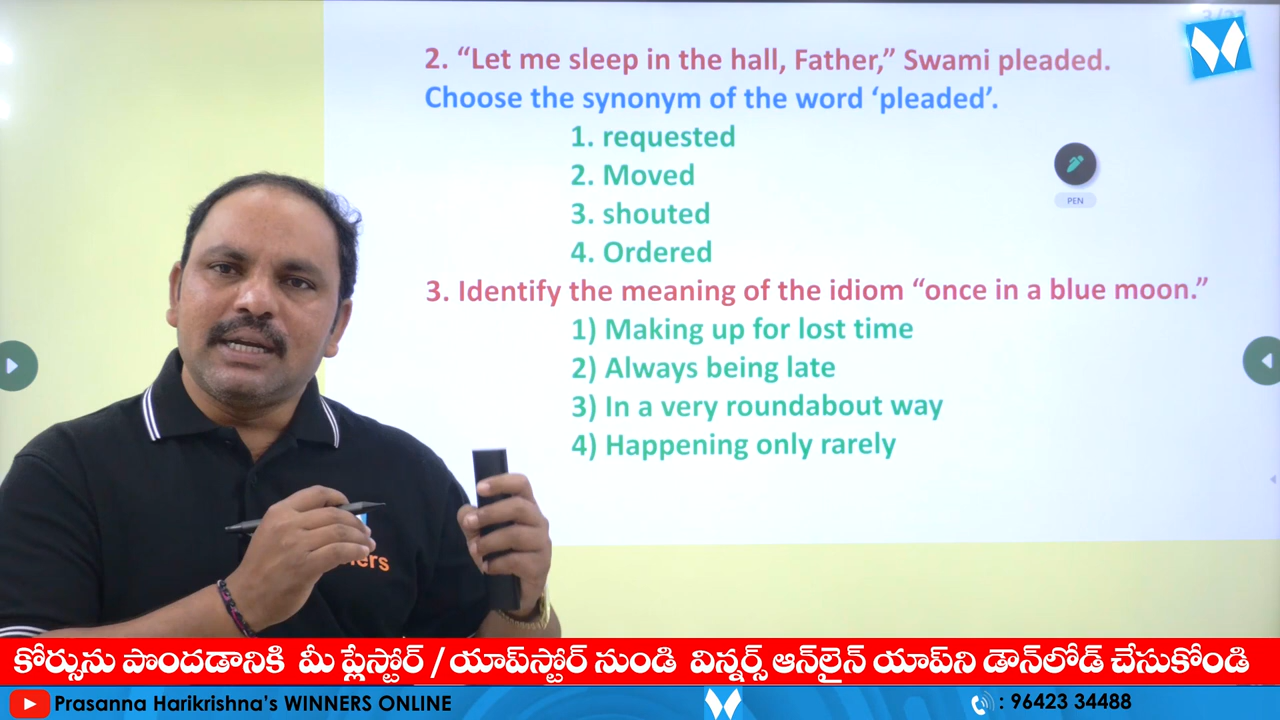 2. “Let me sleep in the hall, Father,” Swami pleaded.
Choose the synonym of the word ‘pleaded’.
1. requested
2. Moved
3. shouted
4. Ordered
PEN
3. Identify the meaning of the idiom “once in a blue moon.”
1) Making up for lost time
2) Always being late
3) In a very roundabout way
4) Happening only rarely
కోర్సును పొందడానికి మీ ప్లేస్టోర్ / యాప్‌స్టోర్ నుండి విన్నర్స్ ఆన్‌లైన్ యాప్‌ని డౌన్‌లోడ్ చేసుకోండి
Prasanna Harikrishna's WINNERS ONLINE
: 96423 34488